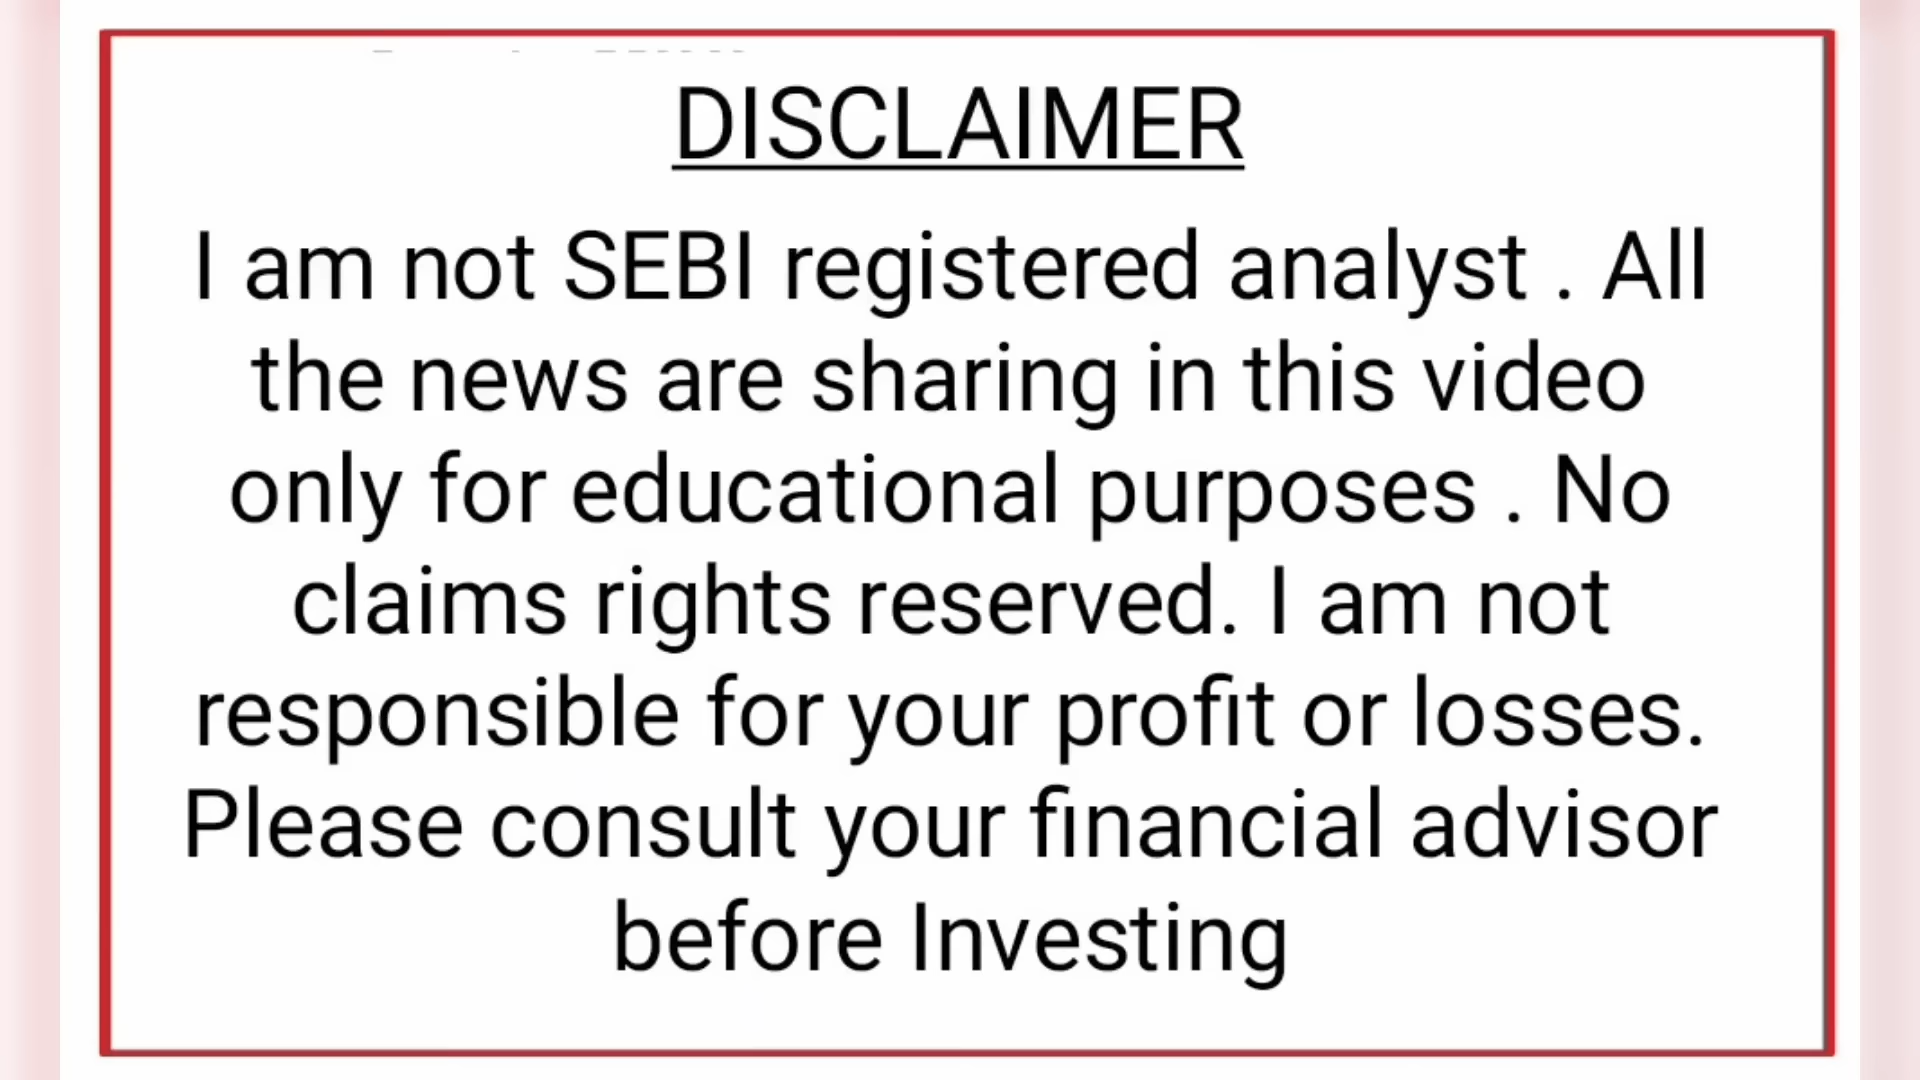 DISCLAIMER
I am not SEBI registered analyst . All
the news are sharing in this video
only for educational purposes . No
claims rights reserved. I am not
responsible for your profit or losses.
Please consult your financial advisor
before Investing